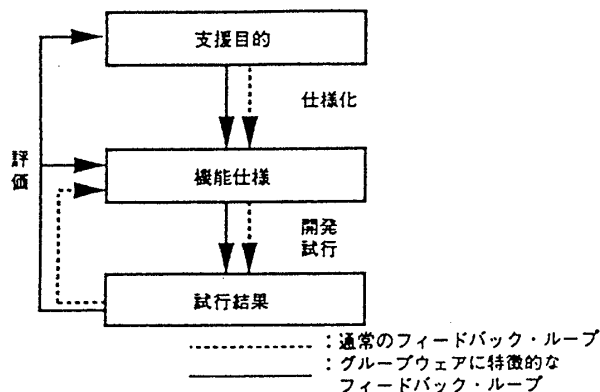 支援目的
仕様化
評
価
機能仕様
開発
試行
試行結果
：通常のフィードバック・ループ
：グループウェアに特徴的な
フィードバック・ループ